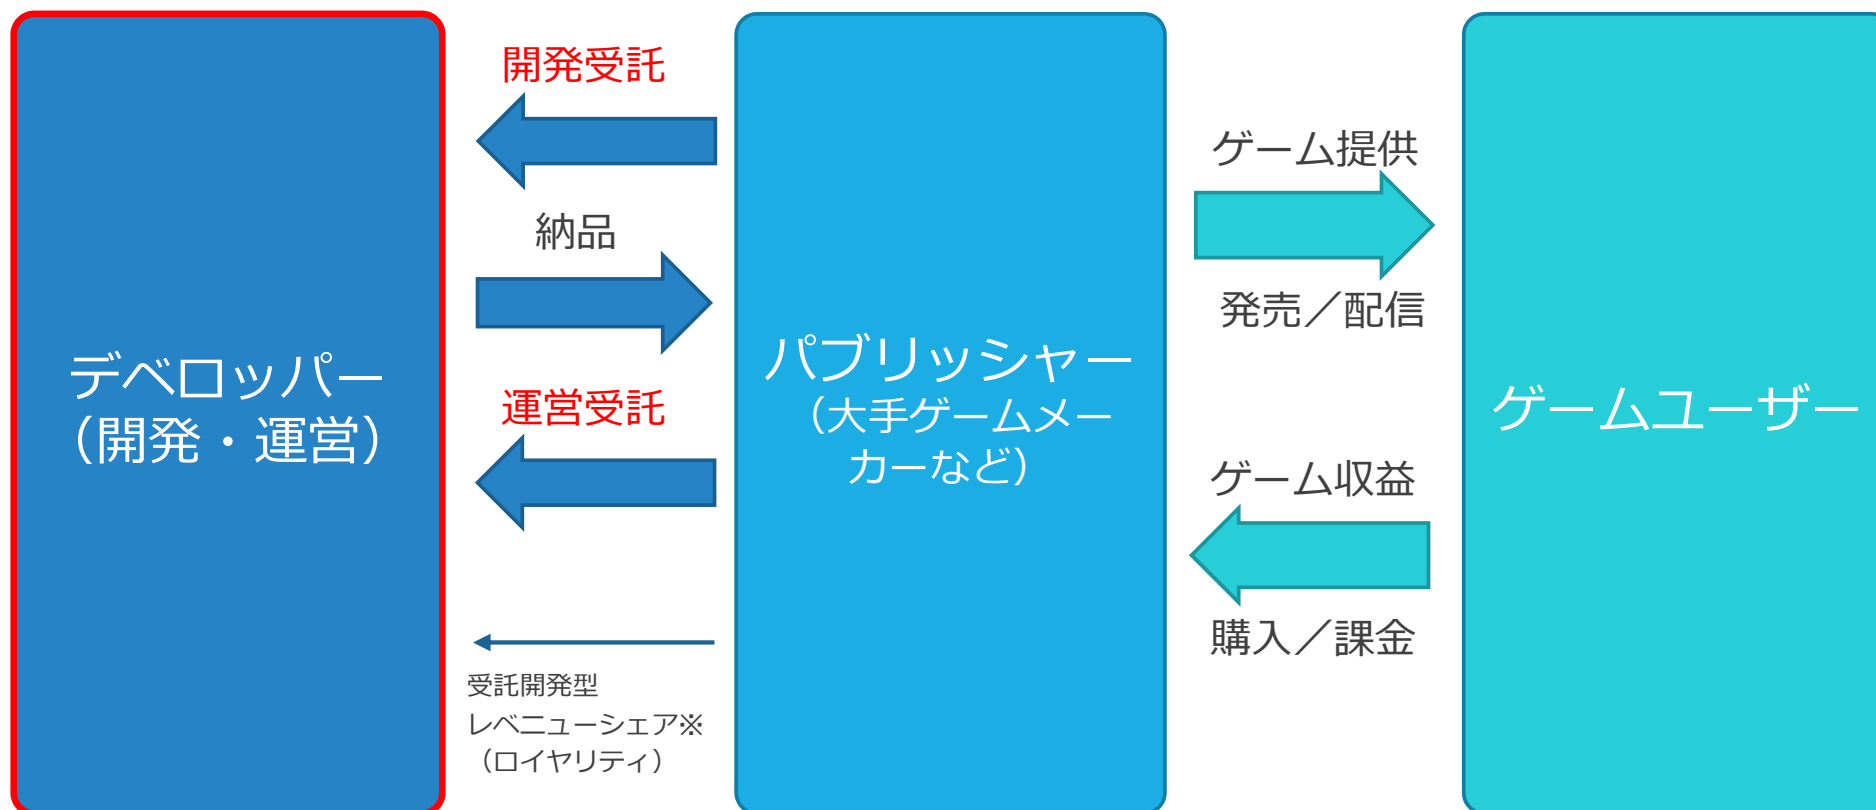 デベロッパー
（開発・運営）
開発受託
納品
運営受託
受託開発型
レベニューシェア※
（ロイヤリティ）
パブリッシャー
（大手ゲームメー
カーなど）
ゲーム提供
発売／配信
ゲーム収益
購入／課金
ゲームユーザー